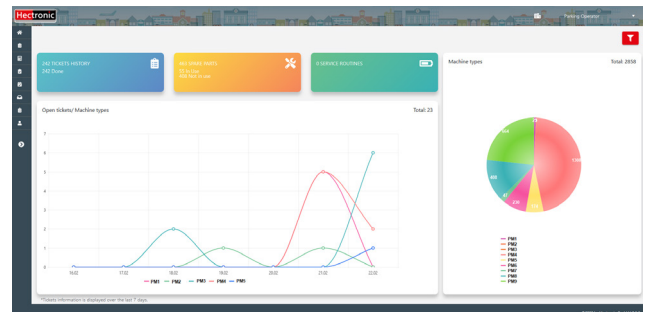 Hectronic
Parking Operator
242 TICKETS HISTORY
242 Done
0 SERVICE ROUTINES
Machine types
Total: 2858
Open tickets/ Machine types
Total: 23
7
6
5
4
3
2
1
0
16.02
17.02
18.02
19.02
20.02
21.02
22.02
PM1
PM2
PM3
PM4
PM5
PM1
PM2
PM3
PM4
PM5
PM6
PM7
PM8
PM9
*Tickets information is displayed over the last 7 days.